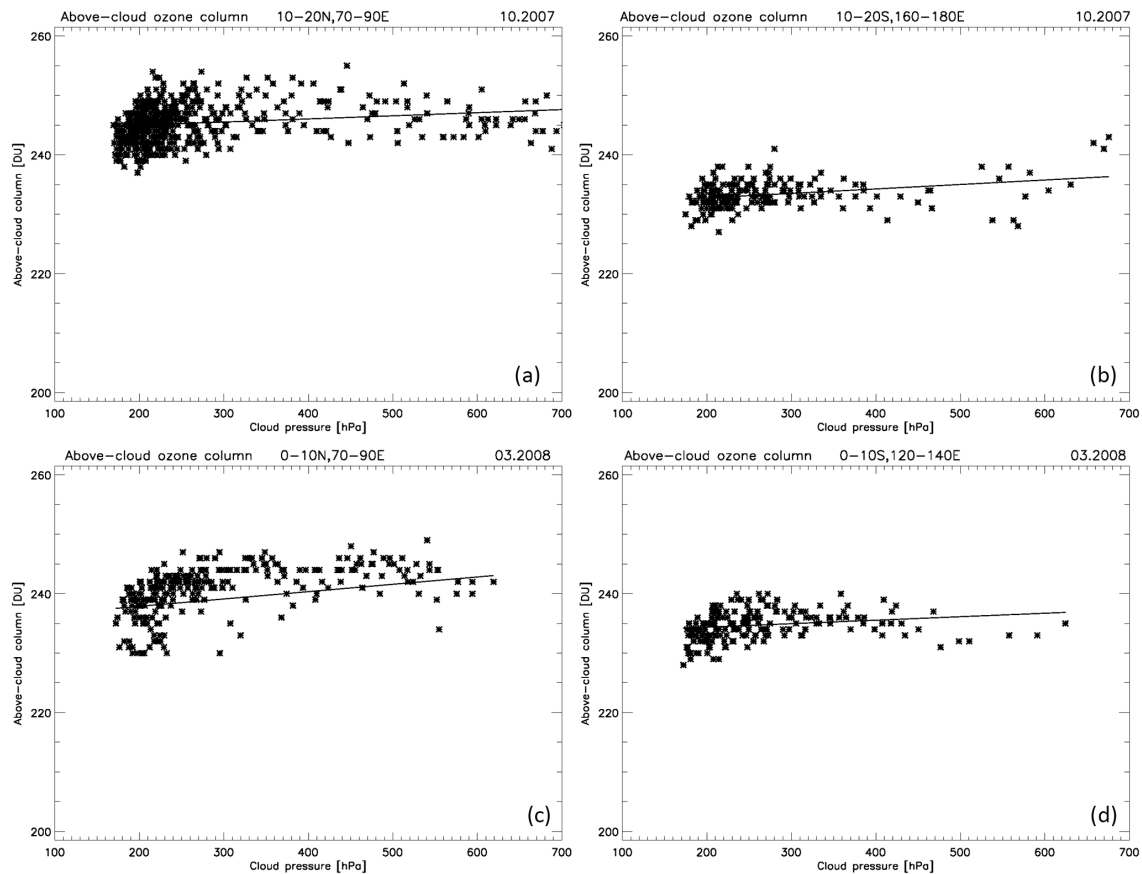 Above-cloud ozone column 10-20N,70-90E 10.2007
260
240
220
200
Above-cloud ozone column [DU]
(a)
100 200 300 400 500 600 700
Cloud pressure [hPa]
Above-cloud ozone column 10-20S,160-180E 10.2007
260
240
220
200
Above-cloud ozone column [DU]
(b)
100 200 300 400 500 600 700
Cloud pressure [hPa]
Above-cloud ozone column 0-10N,70-90E 03.2008
260
240
220
200
Above-cloud ozone column [DU]
(c)
100 200 300 400 500 600 700
Cloud pressure [hPa]
Above-cloud ozone column 0-10S,120-140E 03.2008
260
240
220
200
Above-cloud ozone column [DU]
(d)
100 200 300 400 500 600 700
Cloud pressure [hPa]